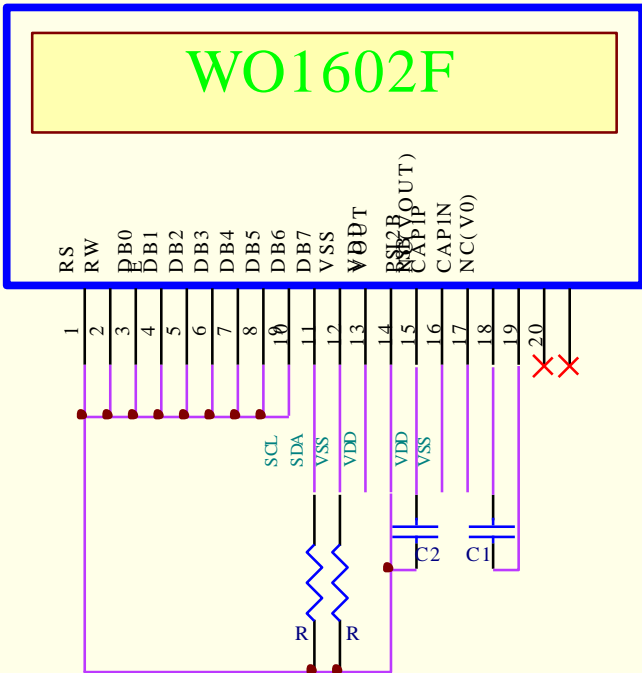 WO1602F
RS
RW
DB0
E
DB1
DB2
DB3
DB4
DB5
DB6
DB7
VSS
VDD
VOUT
CAP1P
CAP1N
NC(V0)
1
2
3
4
5
6
7
8
9
10
11
12
13
14
15
16
17
18
19
20
SCL
SDA
VSS
VDD
VDD
VSS
C2
C1
R
R